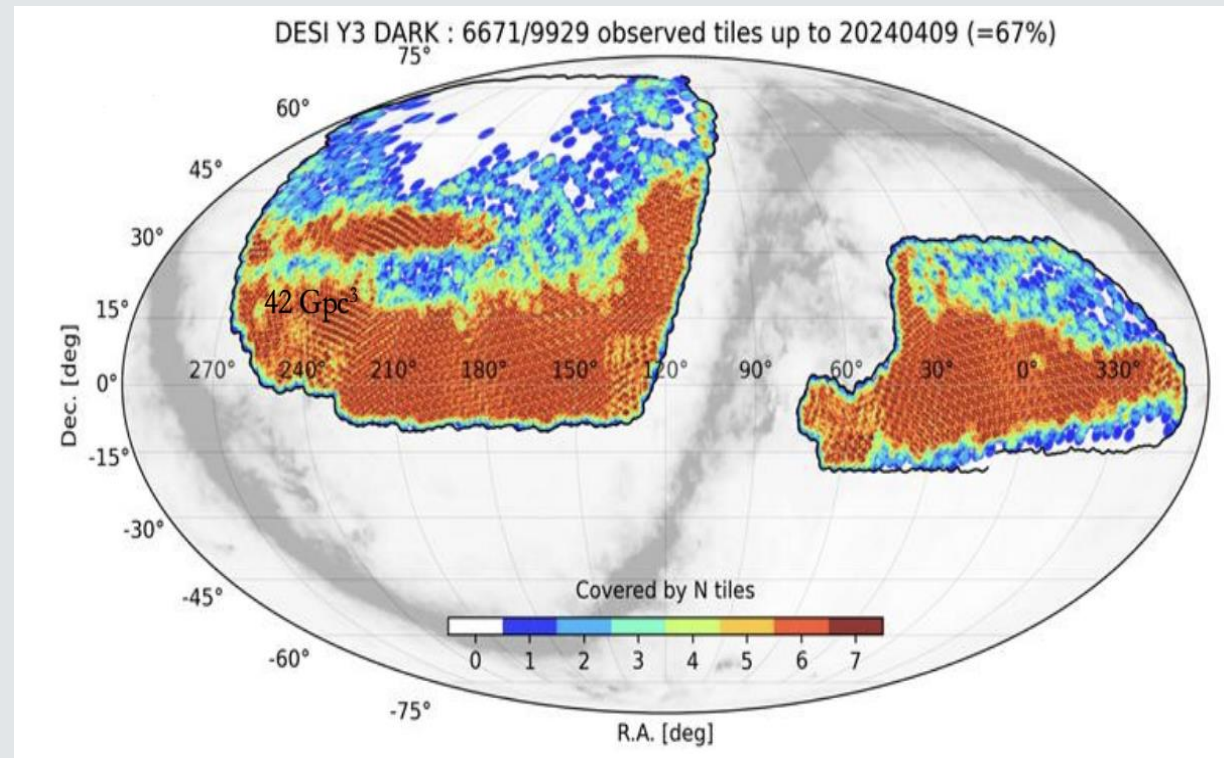 DESI Y3 DARK : 6671/9929 observed tiles up to 20240409 (=67%)
75°
60°
45°
30°
42 Gpc³
15°
Dec. [deg]
0° 270° 240° 210° 180° 150° 120° 90° 60° 30° 0° 330°
-15°
-30°
-45°
-60°
-75°
Covered by N tiles
0 1 2 3 4 5 6 7
R.A. [deg]